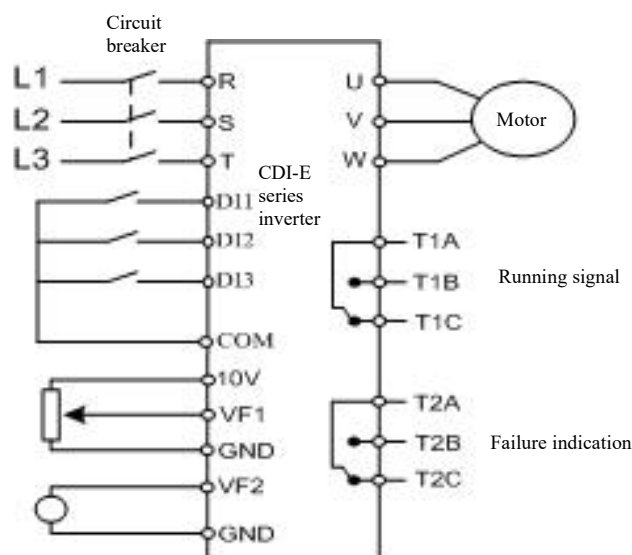 Circuit
breaker
L1
R
U
L2
S
V
Motor
L3
T
W
CDI-E
series
inverter
DI1
DI2
DI3
T1A
T1B
Running signal
T1C
COM
10V
VF1
GND
VF2
GND
T2A
T2B
Failure indication
T2C